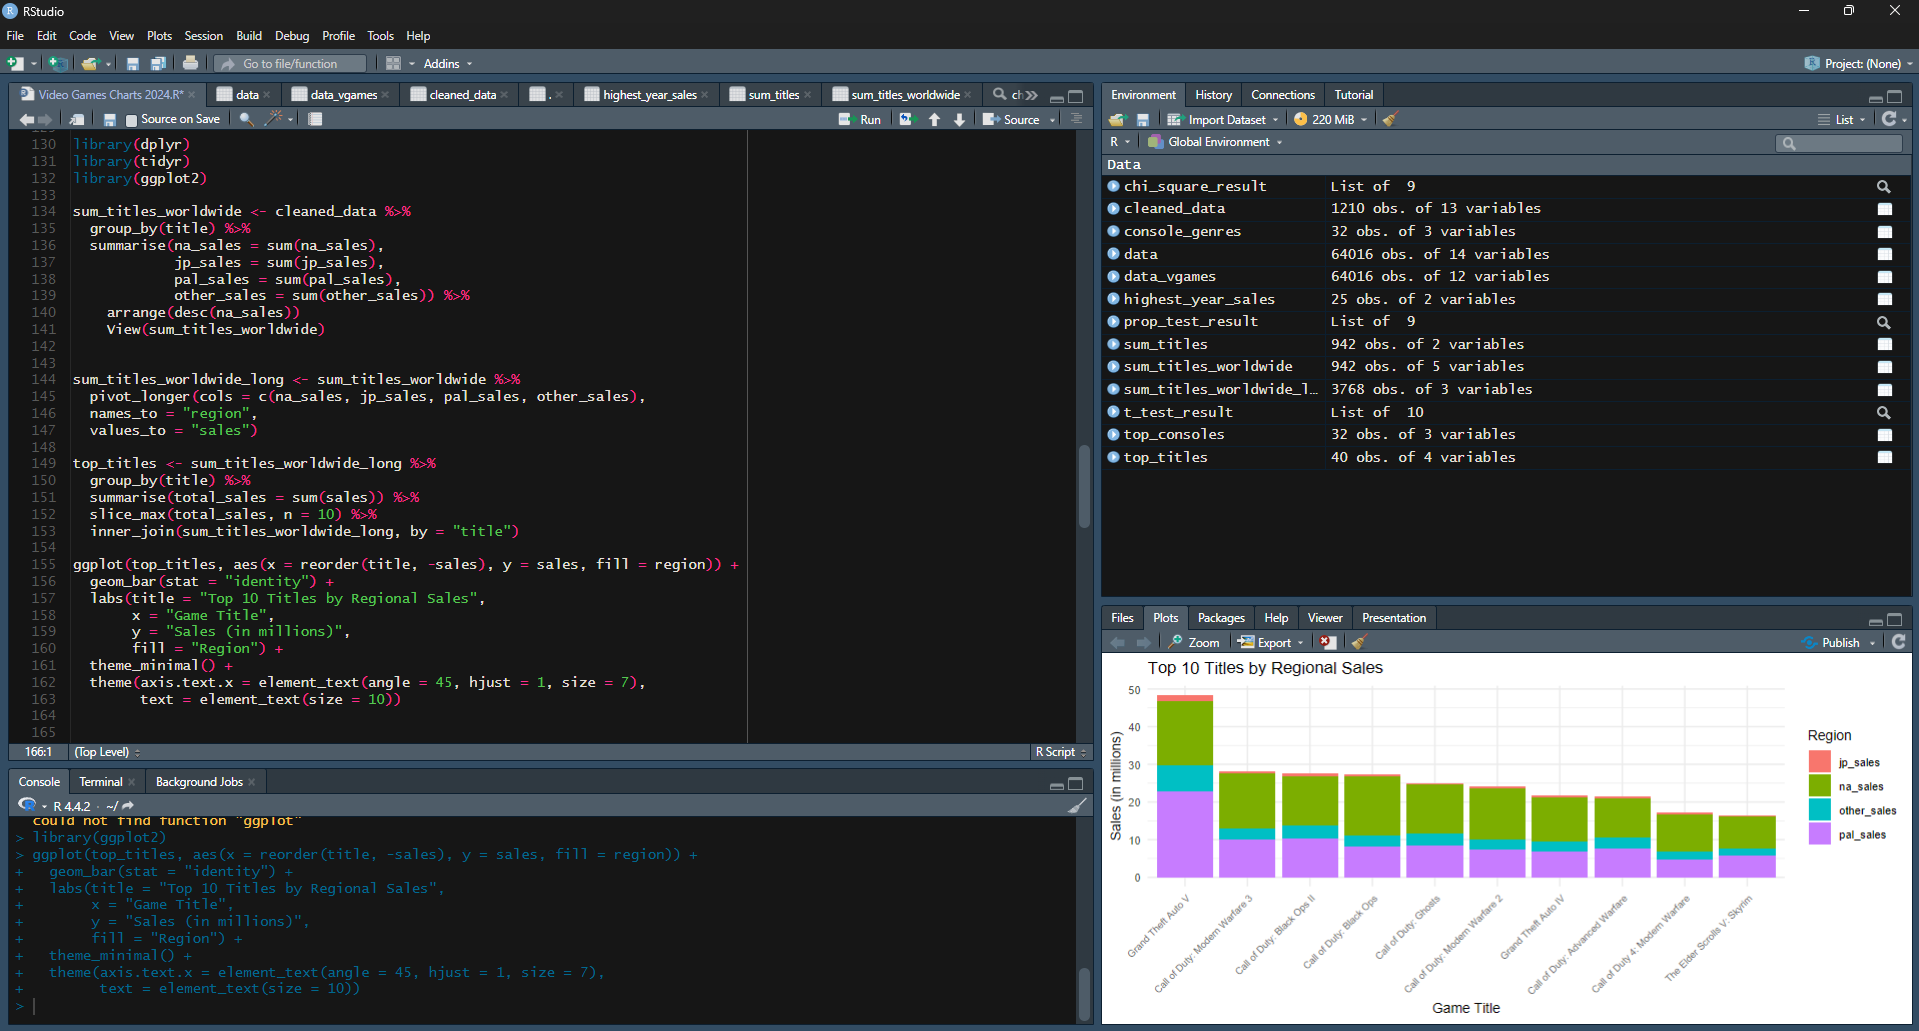 RStudio
File Edit Code View Plots Session Build Debug Profile Tools Help
Go to file/function Addins Project: (None)
Video Games Charts 2024.R* data data_vgames cleaned_data . highest_year_sales sum_titles sum_titles_worldwide
Source on Save Run Source
130 library(dplyr)
131 library(tidyr)
132 library(ggplot2)
133
134 sum_titles_worldwide <- cleaned_data %>%
135 group_by(title) %>%
136 summarise(na_sales = sum(na_sales),
137 jp_sales = sum(jp_sales),
138 pal_sales = sum(pal_sales),
139 other_sales = sum(other_sales)) %>%
140 arrange(desc(na_sales))
141 View(sum_titles_worldwide)
142
143
144 sum_titles_worldwide_long <- sum_titles_worldwide %>%
145 pivot_longer(cols = c(na_sales, jp_sales, pal_sales, other_sales),
146 names_to = "region",
147 values_to = "sales")
148
149 top_titles <- sum_titles_worldwide_long %>%
150 group_by(title) %>%
151 summarise(total_sales = sum(sales)) %>%
152 slice_max(total_sales, n = 10) %>%
153 inner_join(sum_titles_worldwide_long, by = "title")
154
155 ggplot(top_titles, aes(x = reorder(title, -sales), y = sales, fill = region)) +
156 geom_bar(stat = "identity") +
157 labs(title = "Top 10 Titles by Regional Sales",
158 x = "Game Title",
159 y = "Sales (in millions)",
160 fill = "Region") +
161 theme_minimal() +
162 theme(axis.text.x = element_text(angle = 45, hjust = 1, size = 7),
163 text = element_text(size = 10))
164
165
166:1 (Top Level) R Script
Console Terminal Background Jobs
R 4.4.2 · ~/
could not find function "ggplot"
> library(ggplot2)
> ggplot(top_titles, aes(x = reorder(title, -sales), y = sales, fill = region)) +
+ geom_bar(stat = "identity") +
+ labs(title = "Top 10 Titles by Regional Sales",
+ x = "Game Title",
+ y = "Sales (in millions)",
+ fill = "Region") +
+ theme_minimal() +
+ theme(axis.text.x = element_text(angle = 45, hjust = 1, size = 7),
+ text = element_text(size = 10))
>
Environment History Connections Tutorial
Import Dataset 220 MiB List
R Global Environment
Data
chi_square_result List of 9
cleaned_data 1210 obs. of 13 variables
console_genres 32 obs. of 3 variables
data 64016 obs. of 14 variables
data_vgames 64016 obs. of 12 variables
highest_year_sales 25 obs. of 2 variables
prop_test_result List of 9
sum_titles 942 obs. of 2 variables
sum_titles_worldwide 942 obs. of 5 variables
sum_titles_worldwide_l… 3768 obs. of 3 variables
t_test_result List of 10
top_consoles 32 obs. of 3 variables
top_titles 40 obs. of 4 variables
Files Plots Packages Help Viewer Presentation
Zoom Export Publish
Top 10 Titles by Regional Sales
Sales (in millions)
50
40
30
20
10
0
Grand Theft Auto V
Call of Duty: Modern Warfare 3
Call of Duty: Black Ops II
Call of Duty: Black Ops
Call of Duty: Ghosts
Call of Duty: Modern Warfare 2
Grand Theft Auto IV
Call of Duty: Advanced Warfare
Call of Duty 4: Modern Warfare
The Elder Scrolls V: Skyrim
Game Title
Region
jp_sales
na_sales
other_sales
pal_sales